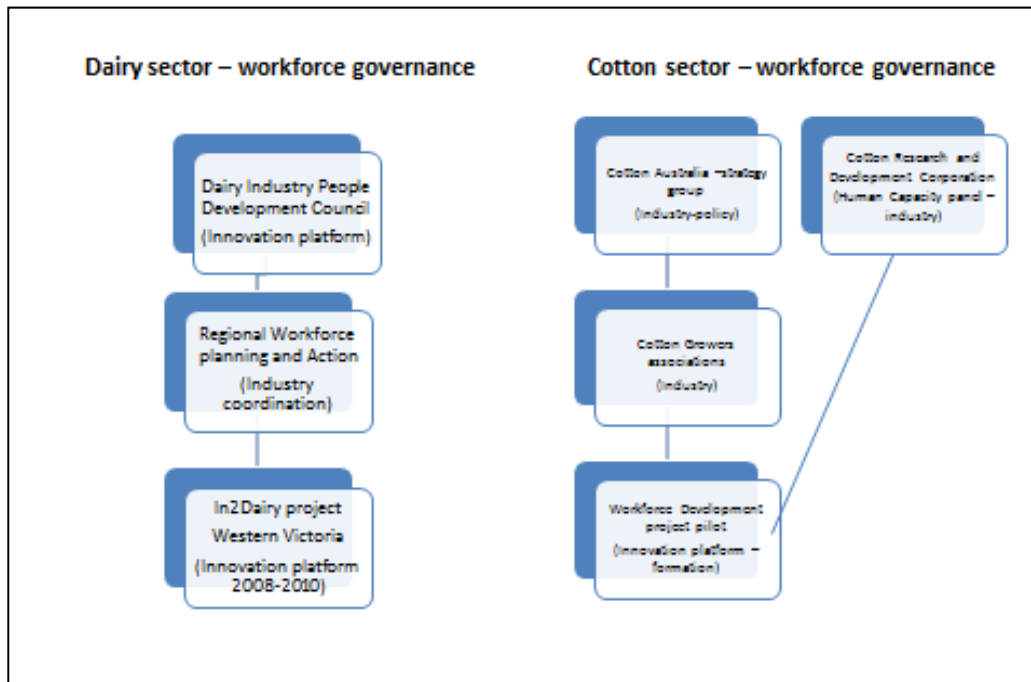 Dairy sector – workforce governance
Dairy Industry People
Development Council
(Innovation platform)
Regional Workforce
planning and Action
(Industry
coordination)
In2Dairy project
Western Victoria
(Innovation platform
2008-2010)
Cotton sector – workforce governance
Cotton Australia –strategy
group
(Industry-policy)
Cotton Growers
associations
(Industry)
Workforce Development
project pilot
(Innovation platform –
formation)
Cotton Research and
Development Corporation
(Human Capacity panel –
industry)